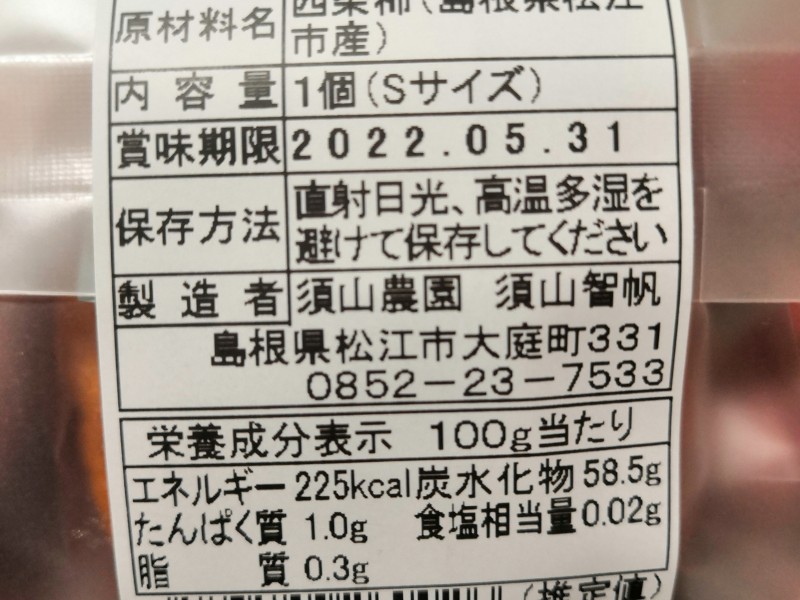 原材料名 西条柿(島根県松江
市産)
内容量 1個(Sサイズ)
賞味期限 2022.05.31
保存方法 直射日光、高温多湿を
避けて保存してください
製造者 須山農園 須山智帆
島根県松江市大庭町331
0852-23-7533
栄養成分表示 100g当たり
エネルギー 225kcal 炭水化物 58.5g
たんぱく質 1.0g 食塩相当量 0.02g
脂質 0.3g
(推定値)